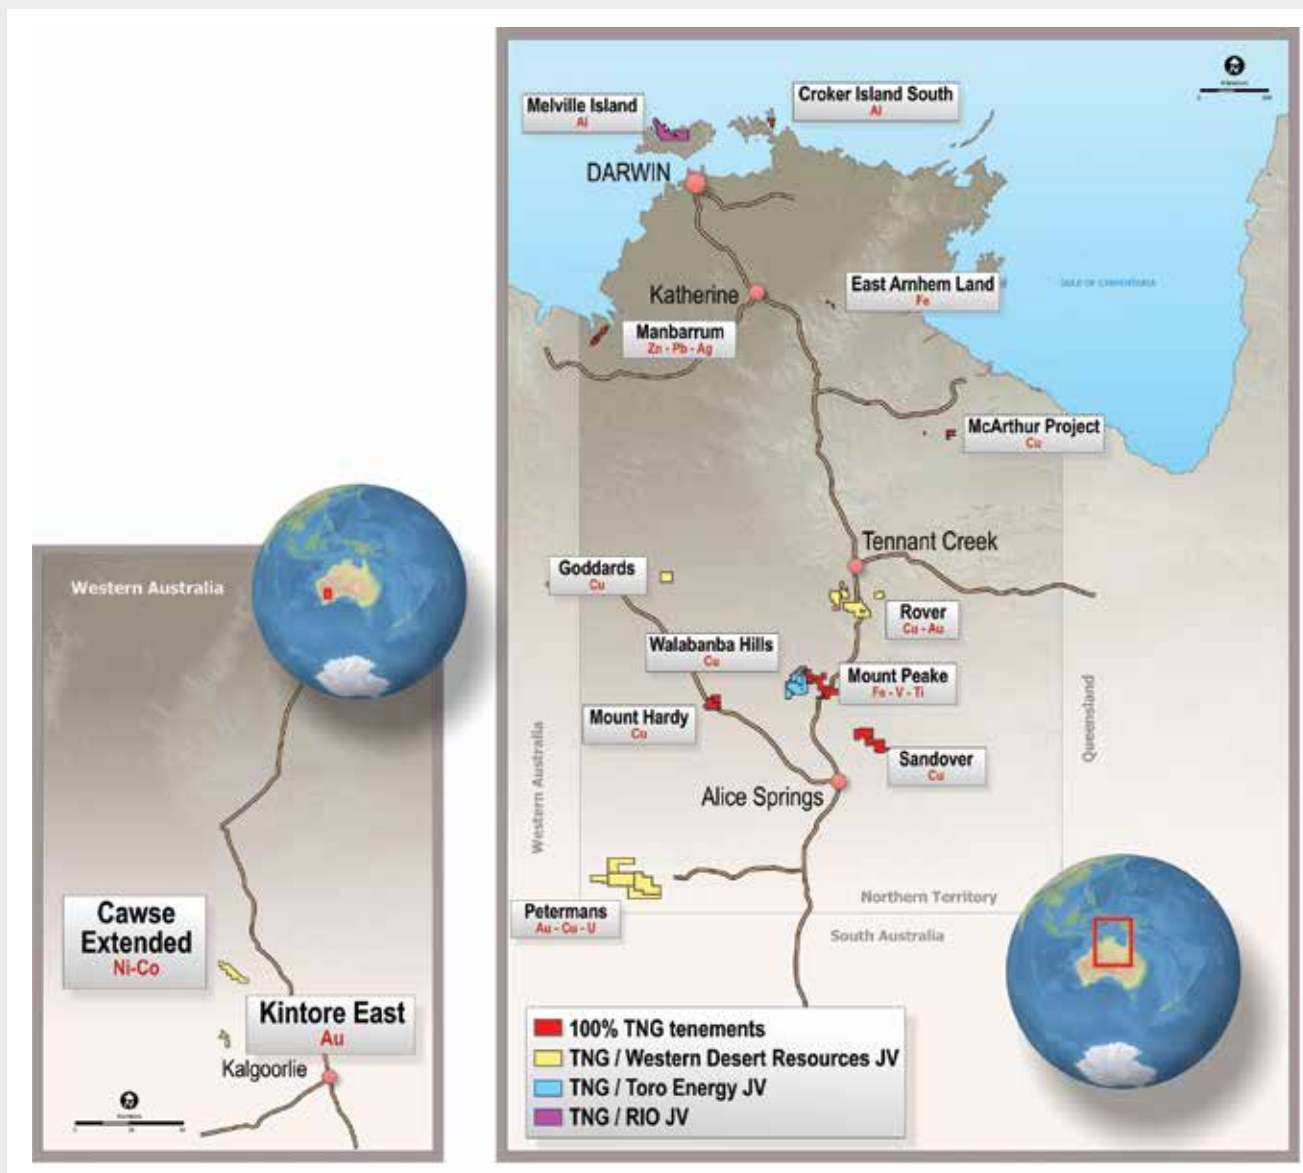 Western Australia
Cawse
Extended
Ni-Co
Kintore East
Au
Kalgoorlie
Melville Island
Al
Croker Island South
Al
DARWIN
Katherine
East Arnhem Land
Fe
GULF OF CARPENTARIA
Manbarrum
Zn - Pb - Ag
McArthur Project
Cu
Tennant Creek
Goddards
Cu
Rover
Cu - Au
Walabanba Hills
Cu
Mount Peake
Fe - V - Ti
Mount Hardy
Cu
Sandover
Cu
Alice Springs
Western Australia
Queensland
Petermans
Au - Cu - U
Northern Territory
South Australia
100% TNG tenements
TNG / Western Desert Resources JV
TNG / Toro Energy JV
TNG / RIO JV